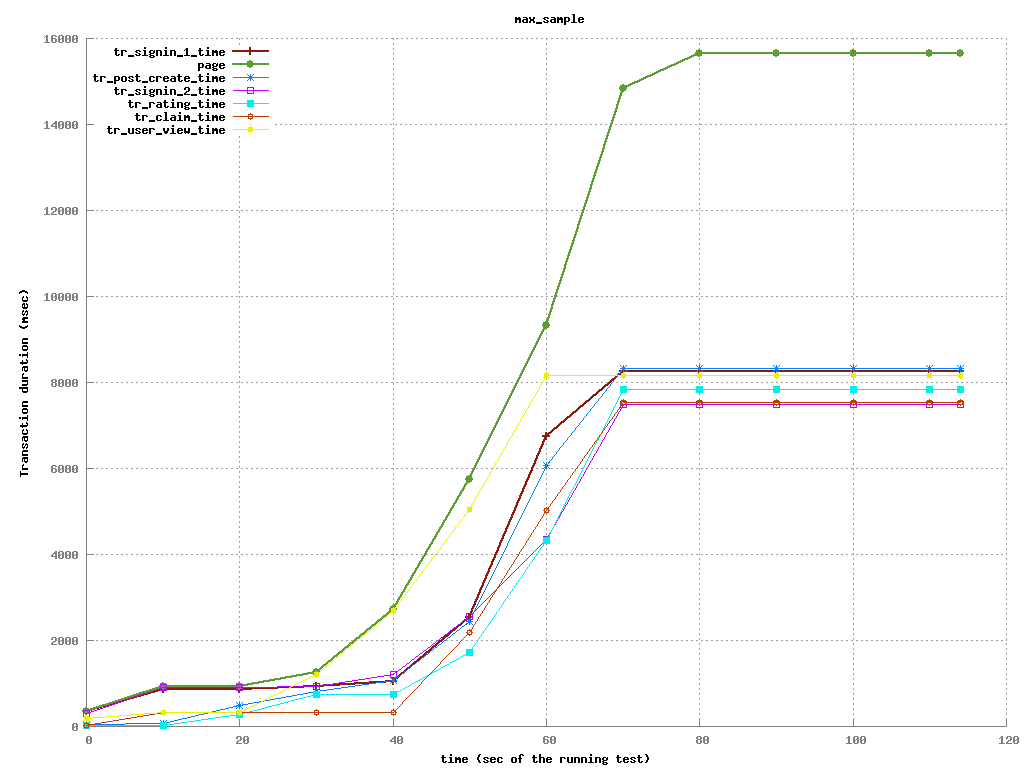 max_sample
16000
14000
12000
10000
8000
6000
4000
2000
0
Transaction duration (msec)
tr_signin_1_time
page
tr_post_create_time
tr_signin_2_time
tr_rating_time
tr_claim_time
tr_user_view_time
0 20 40 60 80 100 120
time (sec of the running test)